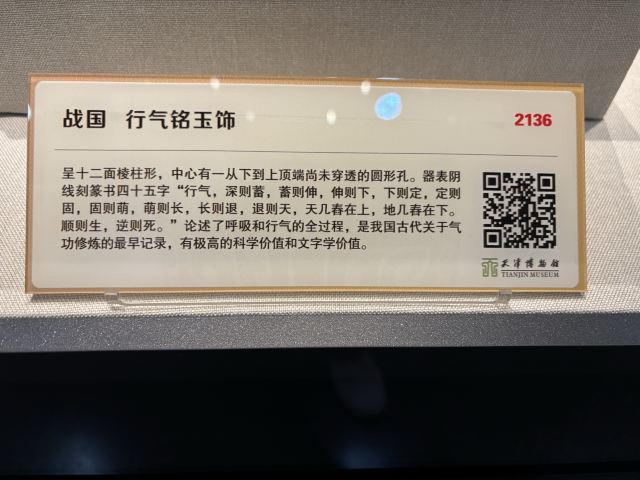 战国 行气铭玉饰
2136
呈十二面棱柱形，中心有一从下到上顶端尚未穿透的圆形孔。器表阴
线刻篆书四十五字“行气，深则蓄，蓄则伸，伸则下，下则定，定则
固，固则萌，萌则长，长则退，退则天，天几舂在上，地几舂在下。
顺则生，逆则死。”论述了呼吸和行气的全过程，是我国古代关于气
功修炼的最早记录，有极高的科学价值和文字学价值。
天津博物馆
TIANJIN MUSEUM